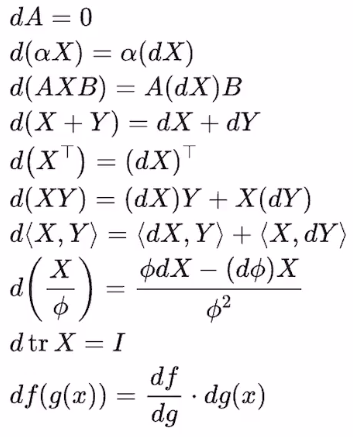 dA = 0
d(αX) = α(dX)
d(AXB) = A(dX)B
d(X + Y) = dX + dY
d(X⊤) = (dX)⊤
d(XY) = (dX)Y + X(dY)
d⟨X, Y⟩ = ⟨dX, Y⟩ + ⟨X, dY⟩
d(X/ϕ) = (ϕdX − (dϕ)X)/ϕ²
d tr X = I
df(g(x)) = df/dg · dg(x)